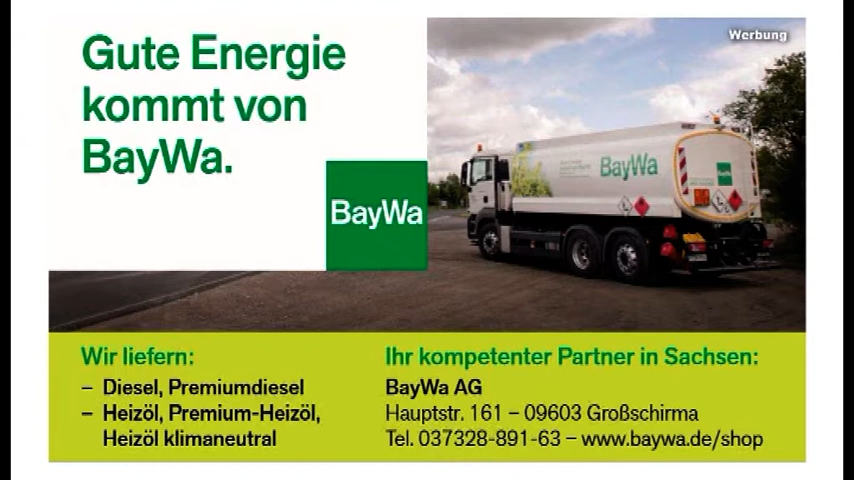 Werbung
Gute Energie
kommt von
BayWa.
BayWa
BayWa
Wir liefern:
– Diesel, Premiumdiesel
– Heizöl, Premium-Heizöl,
Heizöl klimaneutral
Ihr kompetenter Partner in Sachsen:
BayWa AG
Hauptstr. 161 – 09603 Großschirma
Tel. 037328-891-63 – www.baywa.de/shop